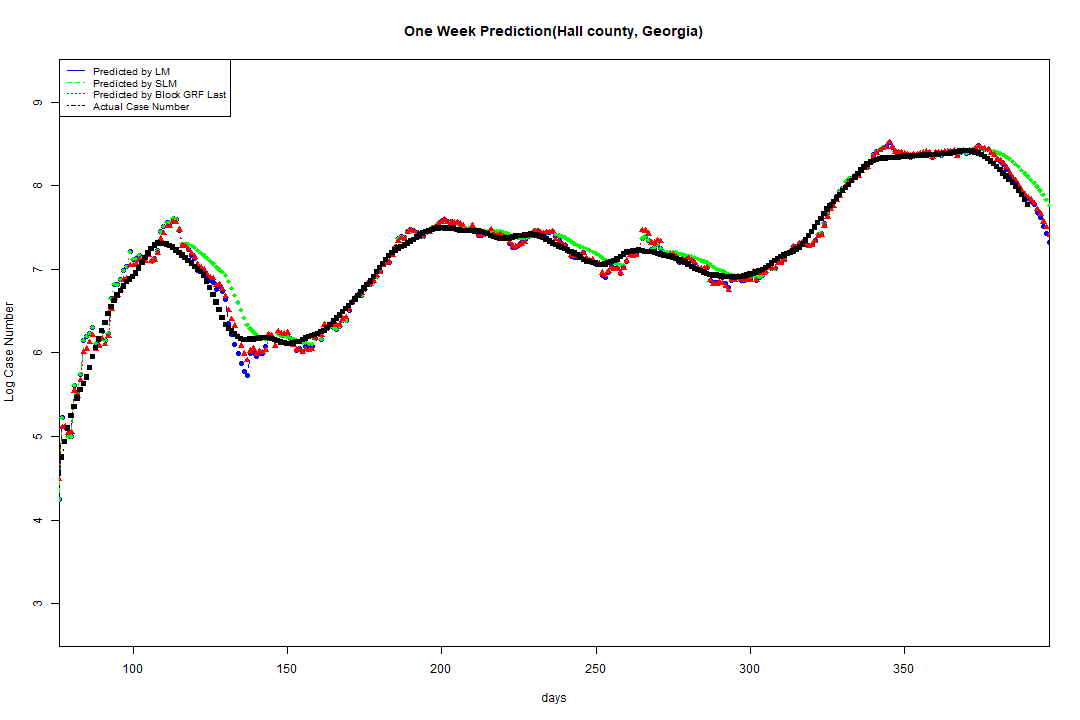 One Week Prediction(Hall county, Georgia)
Predicted by LM
Predicted by SLM
Predicted by Block GRF Last
Actual Case Number
9
8
7
6
5
4
3
Log Case Number
100 150 200 250 300 350
days